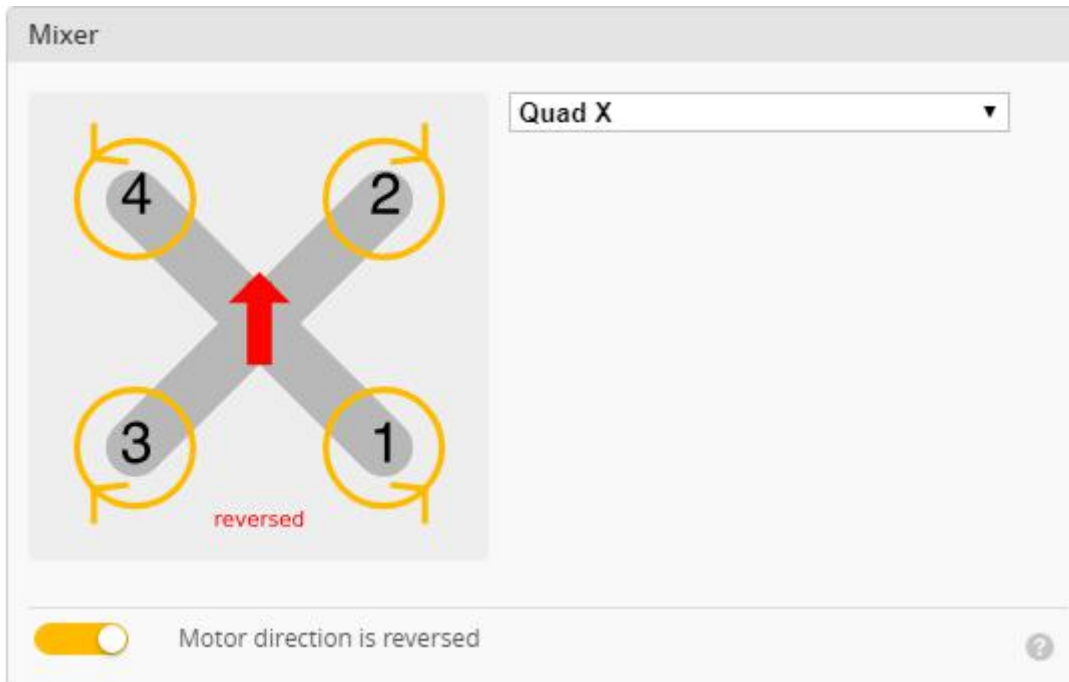 Mixer
Quad X
4 2
3 1
reversed
Motor direction is reversed
?